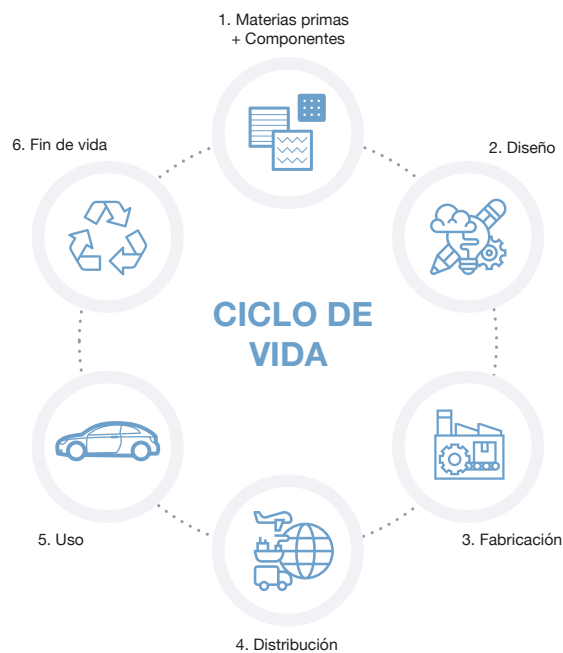 1. Materias primas
+ Componentes
2. Diseño
3. Fabricación
4. Distribución
5. Uso
6. Fin de vida
CICLO DE
VIDA